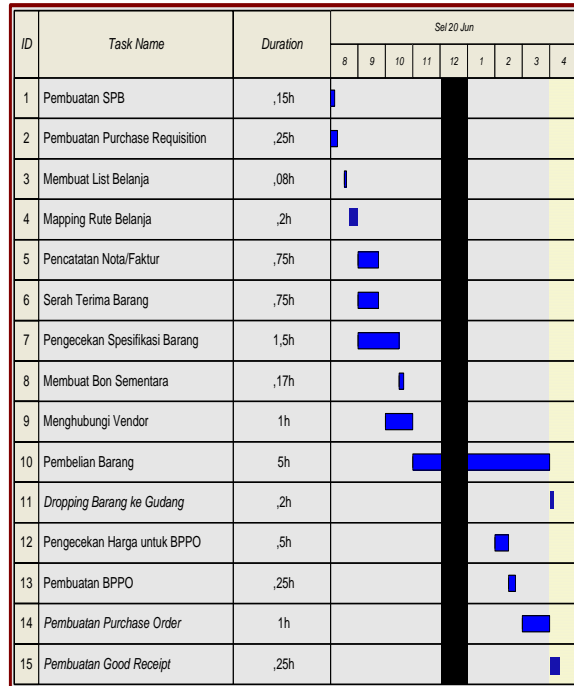 ID Task Name Duration Sel 20 Jun
8 9 10 11 12 1 2 3 4
1 Pembuatan SPB ,15h
2 Pembuatan Purchase Requisition ,25h
3 Membuat List Belanja ,08h
4 Mapping Rute Belanja ,2h
5 Pencatatan Nota/Faktur ,75h
6 Serah Terima Barang ,75h
7 Pengecekan Spesifikasi Barang 1,5h
8 Membuat Bon Sementara ,17h
9 Menghubungi Vendor 1h
10 Pembelian Barang 5h
11 Dropping Barang ke Gudang ,2h
12 Pengecekan Harga untuk BPPO ,5h
13 Pembuatan BPPO ,25h
14 Pembuatan Purchase Order 1h
15 Pembuatan Good Receipt ,25h